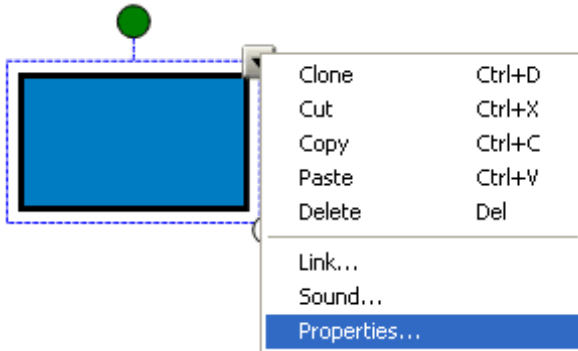 Clone Ctrl+D
Cut Ctrl+X
Copy Ctrl+C
Paste Ctrl+V
Delete Del
Link...
Sound...
Properties...